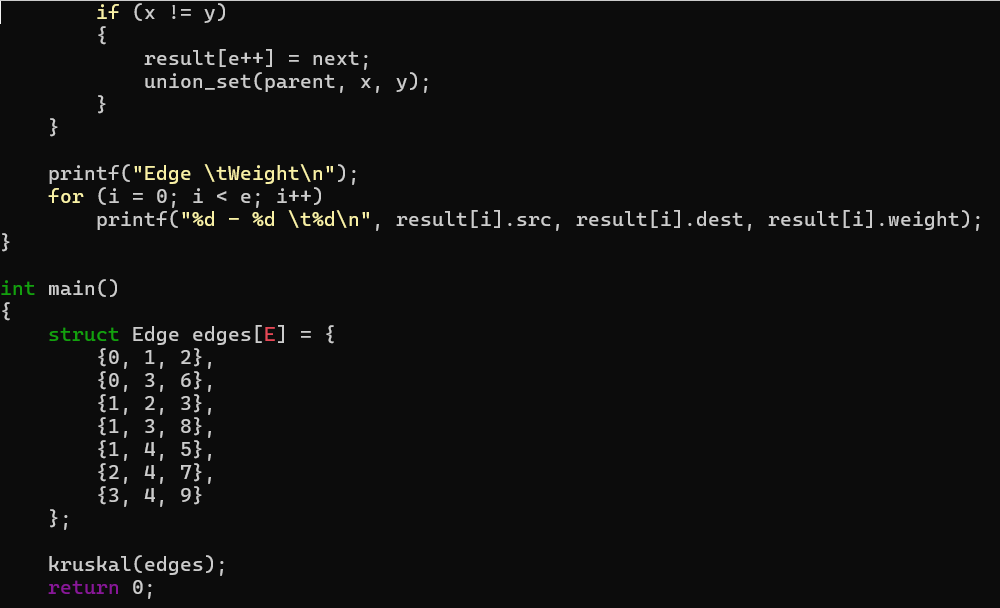 if (x != y)
        {
            result[e++] = next;
            union_set(parent, x, y);
        }
    }

    printf("Edge \tWeight\n");
    for (i = 0; i < e; i++)
        printf("%d - %d \t%d\n", result[i].src, result[i].dest, result[i].weight);
}

int main()
{
    struct Edge edges[E] = {
        {0, 1, 2},
        {0, 3, 6},
        {1, 2, 3},
        {1, 3, 8},
        {1, 4, 5},
        {2, 4, 7},
        {3, 4, 9}
    };

    kruskal(edges);
    return 0;